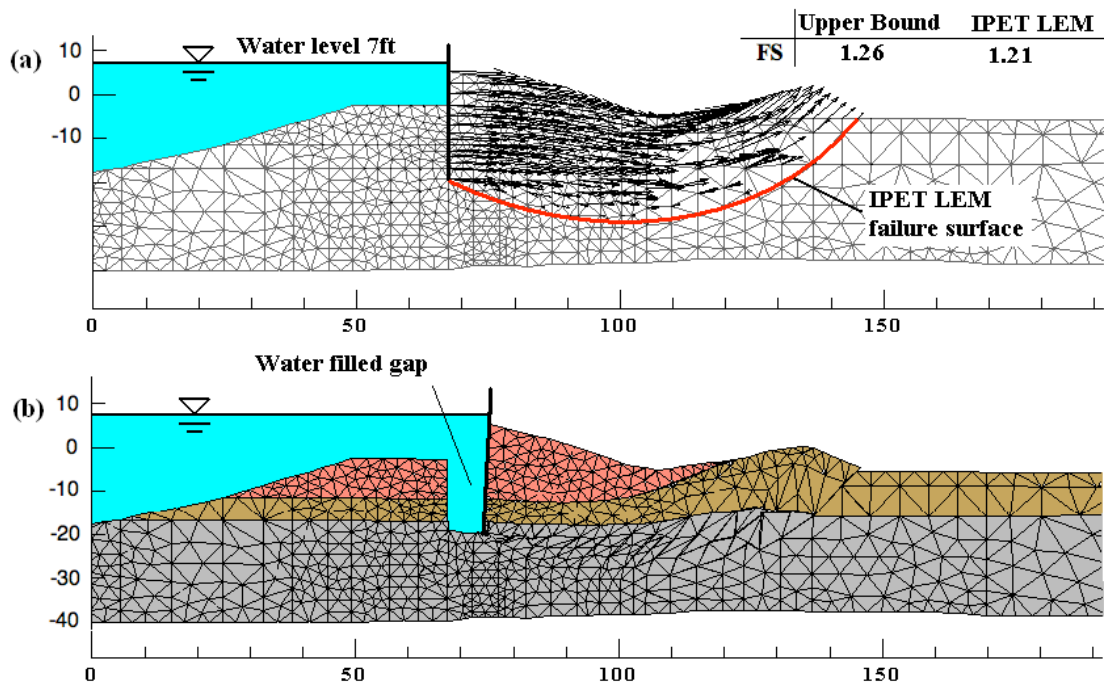 Upper Bound IPET LEM
FS 1.26 1.21
(a)
Water level 7ft
10
0
-10
IPET LEM
failure surface
0 50 100 150
Water filled gap
(b)
10
0
-10
-20
-30
-40
0 50 100 150